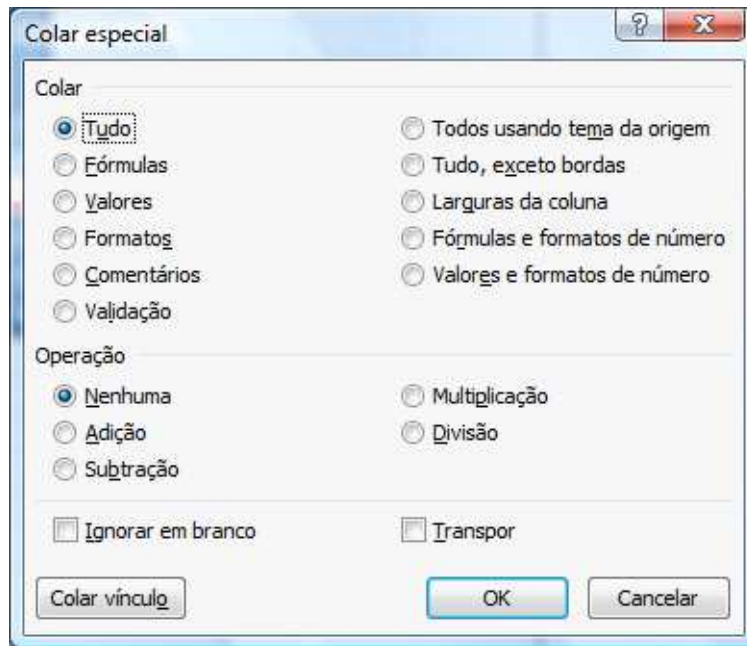 Colar especial
Colar
Tudo
Todos usando tema da origem
Fórmulas
Tudo, exceto bordas
Valores
Larguras da coluna
Formatos
Fórmulas e formatos de número
Comentários
Valores e formatos de número
Validação
Operação
Nenhuma
Multiplicação
Adição
Divisão
Subtração
Ignorar em branco
Transpor
Colar vínculo
OK
Cancelar